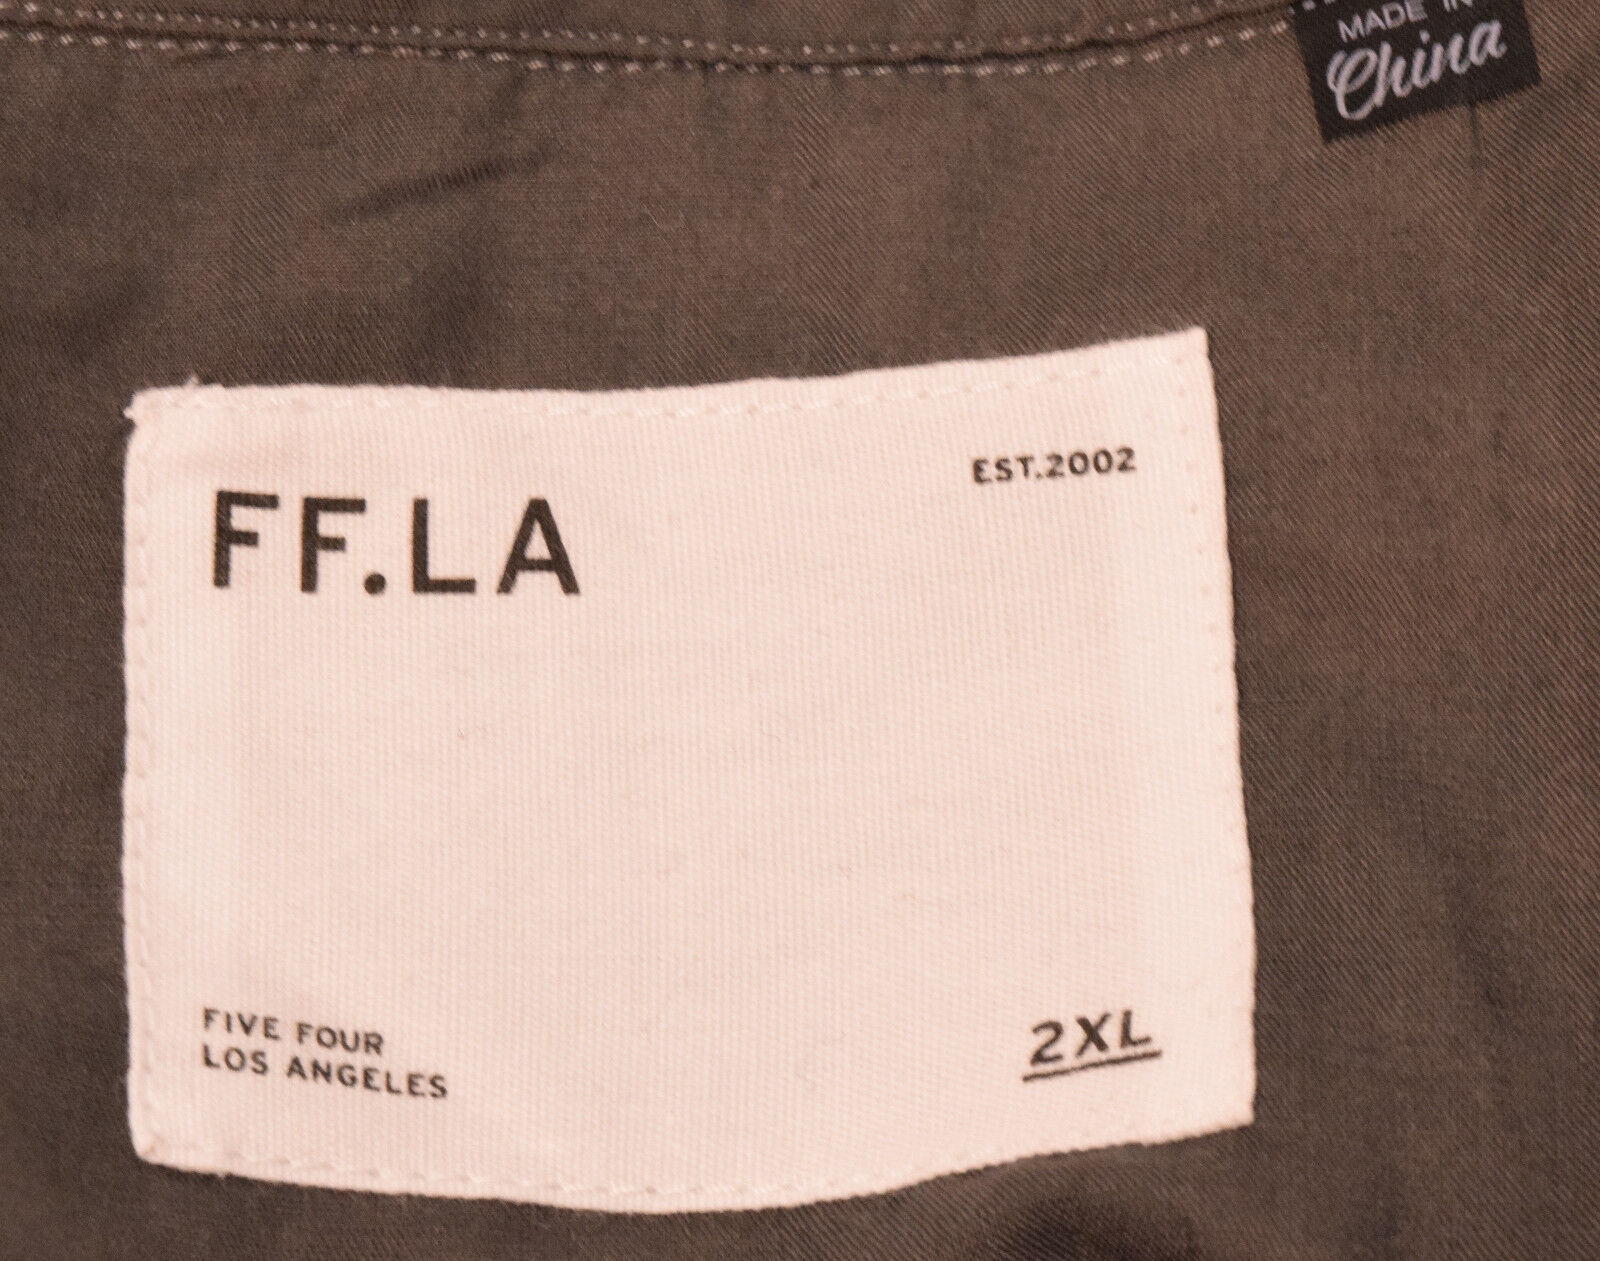 MADE IN
China
EST.2002
FF.LA
FIVE FOUR
LOS ANGELES
2XL